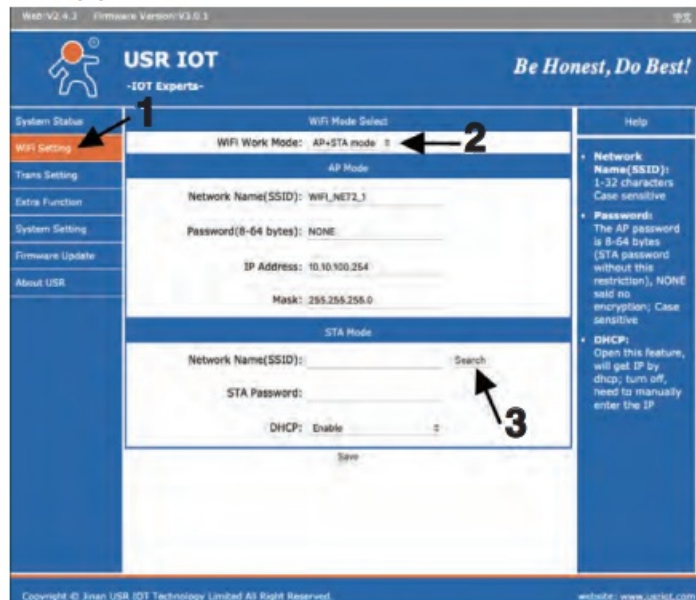 Web:V2.4.3 Firmware Version:V3.0.1
中文
USR IOT
-IOT Experts-
Be Honest, Do Best!
System Status
WIFI Setting
Trans Setting
Extra Function
System Setting
Firmware Update
About USR
1
WIFI Mode Select
WIFI Work Mode: AP+STA mode
2
AP Mode
Network Name(SSID): WIFI_NET2_1
Password(8-64 bytes): NONE
IP Address: 10.10.100.254
Mask: 255.255.255.0
STA Mode
Network Name(SSID): Search
STA Password:
3
DHCP: Enable
Save
Help
• Network
Name(SSID):
1-32 characters
Case sensitive
• Password:
The AP password
is 8-64 bytes
(STA password
without this
restriction), NONE
said no
encryption; Case
sensitive
• DHCP:
Open this feature,
will get IP by
dhcp; turn off,
need to manually
enter the IP
Copyright © Jinan USR IOT Technology Limited All Right Reserved.
website: www.usriot.com